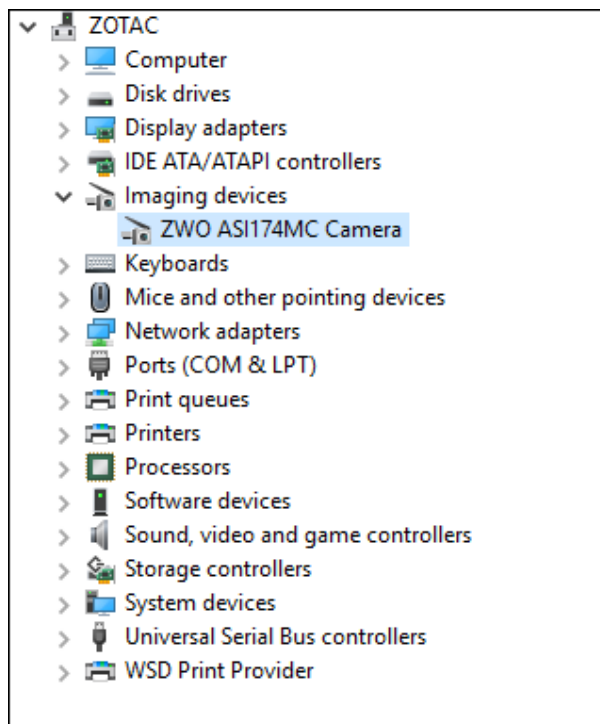 ZOTAC
Computer
Disk drives
Display adapters
IDE ATA/ATAPI controllers
Imaging devices
ZWO ASI174MC Camera
Keyboards
Mice and other pointing devices
Network adapters
Ports (COM & LPT)
Print queues
Printers
Processors
Software devices
Sound, video and game controllers
Storage controllers
System devices
Universal Serial Bus controllers
WSD Print Provider